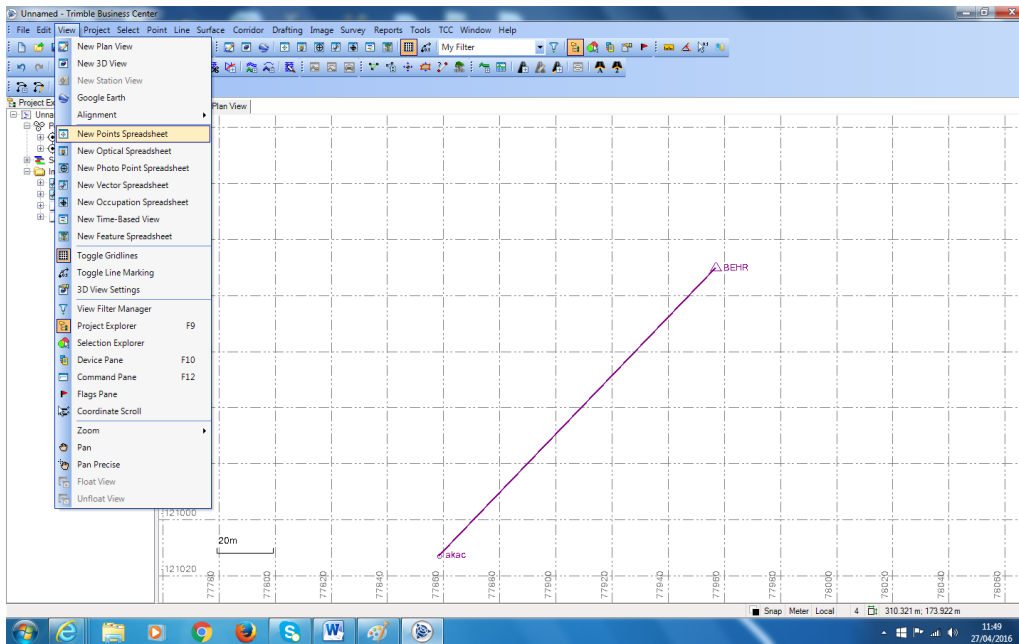 Unnamed - Trimble Business Center
File Edit View Project Select Point Line Surface Corridor Drafting Image Survey Reports Tools TCC Window Help
My Filter
New Plan View
New 3D View
New Station View
Google Earth
Alignment
New Points Spreadsheet
New Optical Spreadsheet
New Photo Point Spreadsheet
New Vector Spreadsheet
New Occupation Spreadsheet
New Time-Based View
New Feature Spreadsheet
Toggle Gridlines
Toggle Line Marking
3D View Settings
View Filter Manager
Project Explorer F9
Selection Explorer
Device Pane F10
Command Pane F12
Flags Pane
Coordinate Scroll
Zoom
Pan
Pan Precise
Float View
Unfloat View
Project Ex
Unna
Plan View
BEHR
akac
121000
20m
121020
77780 77800 77820 77840 77860 77880 77900 77920 77940 77960 77980 78000 78020 78040 78060
Snap Meter Local 4 310.321 m; 173.922 m
11:49
27/04/2016